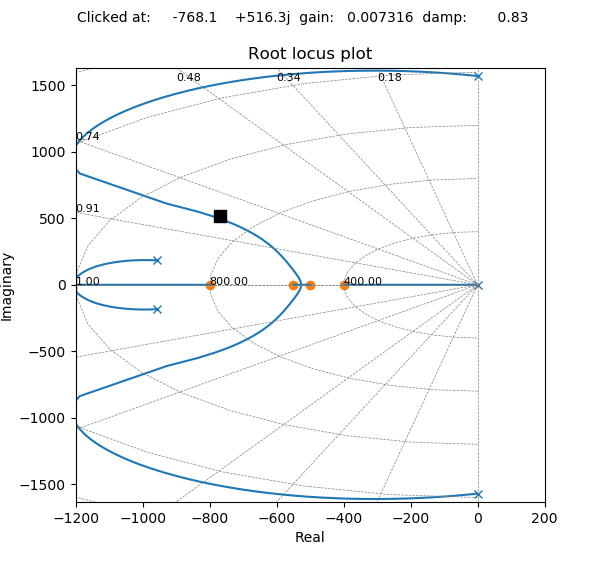 Clicked at: -768.1 +516.3j gain: 0.007316 damp: 0.83
Root locus plot
0.48 0.34 0.18
0.74
0.91
1.00 800.00 400.00
1500
1000
500
0
−500
−1000
−1500
Imaginary
−1200 −1000 −800 −600 −400 −200 0 200
Real